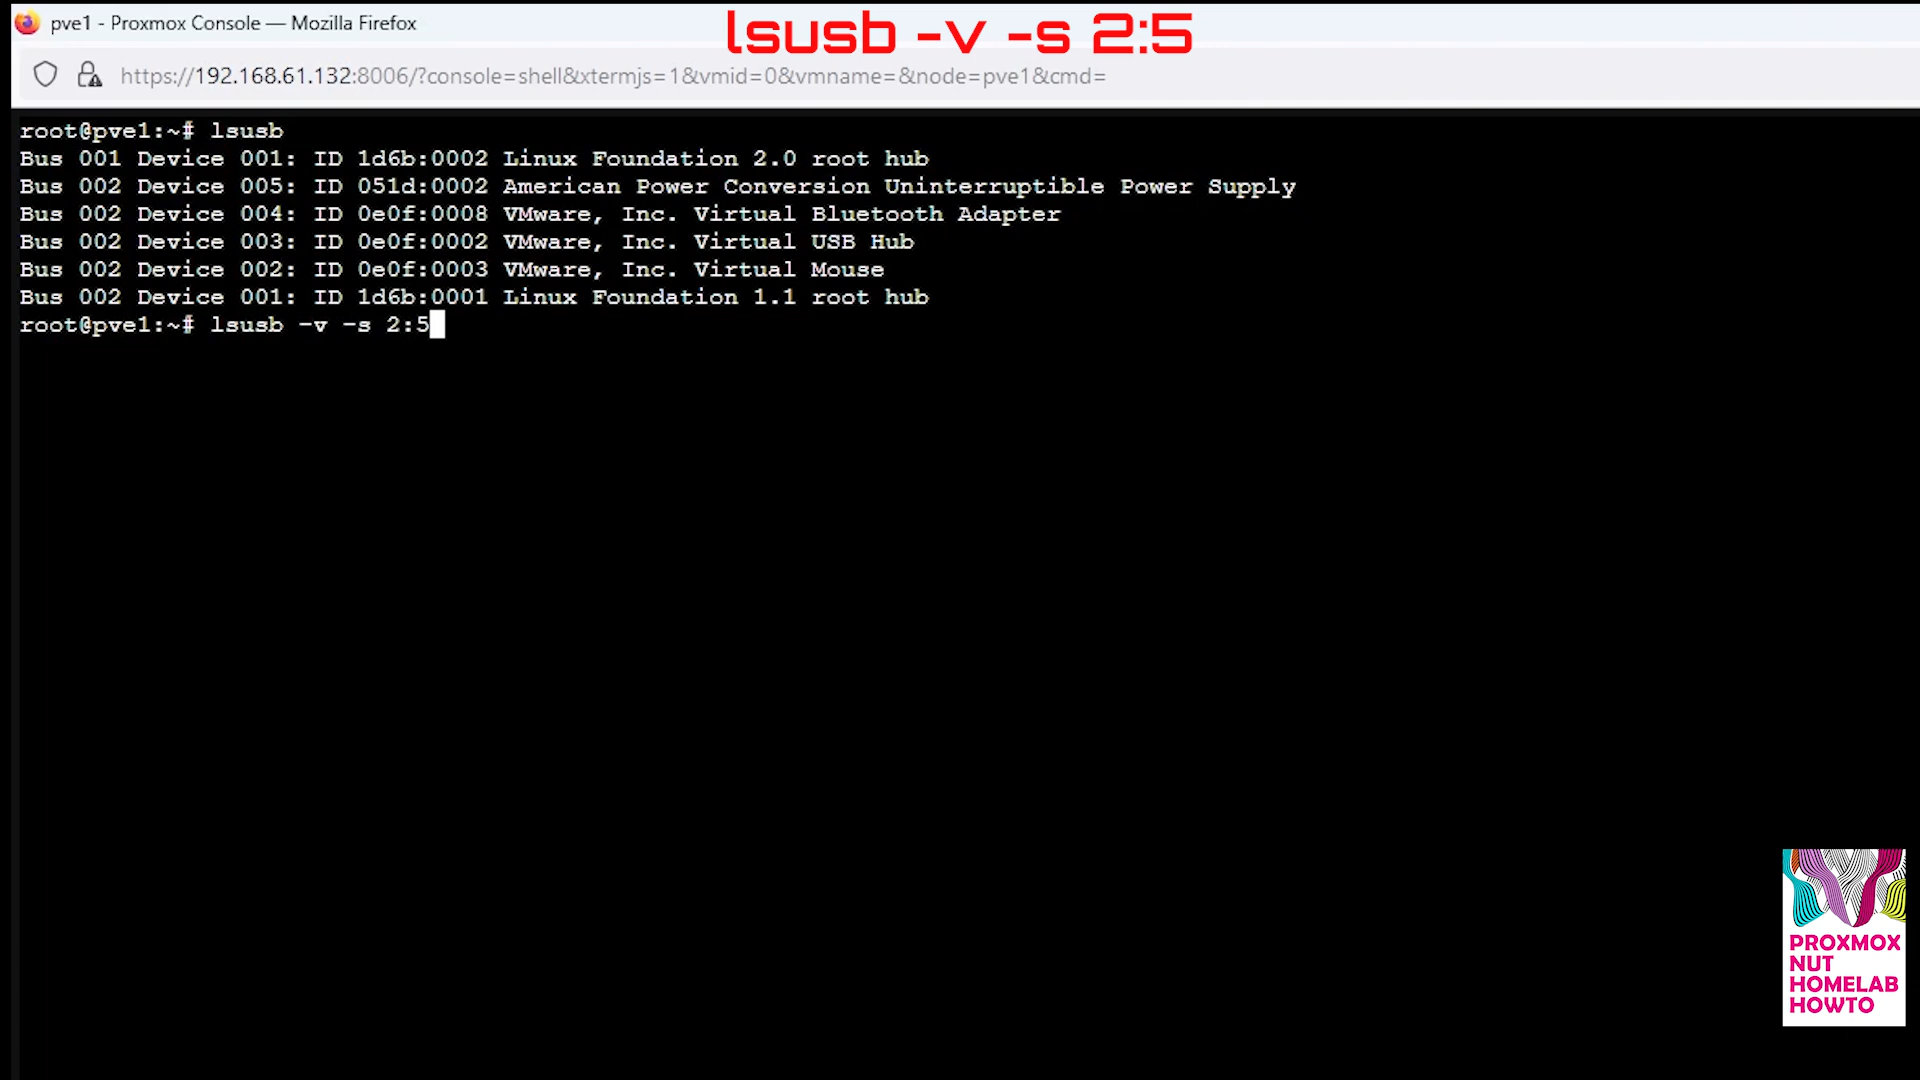 pve1 - Proxmox Console — Mozilla Firefox
lsusb -v -s 2:5
https://192.168.61.132:8006/?console=shell&xtermjs=1&vmid=0&vmname=&node=pve1&cmd=
root@pve1:~# lsusb
Bus 001 Device 001: ID 1d6b:0002 Linux Foundation 2.0 root hub
Bus 002 Device 005: ID 051d:0002 American Power Conversion Uninterruptible Power Supply
Bus 002 Device 004: ID 0e0f:0008 VMware, Inc. Virtual Bluetooth Adapter
Bus 002 Device 003: ID 0e0f:0002 VMware, Inc. Virtual USB Hub
Bus 002 Device 002: ID 0e0f:0003 VMware, Inc. Virtual Mouse
Bus 002 Device 001: ID 1d6b:0001 Linux Foundation 1.1 root hub
root@pve1:~# lsusb -v -s 2:5
PROXMOX
NUT
HOMELAB
HOWTO